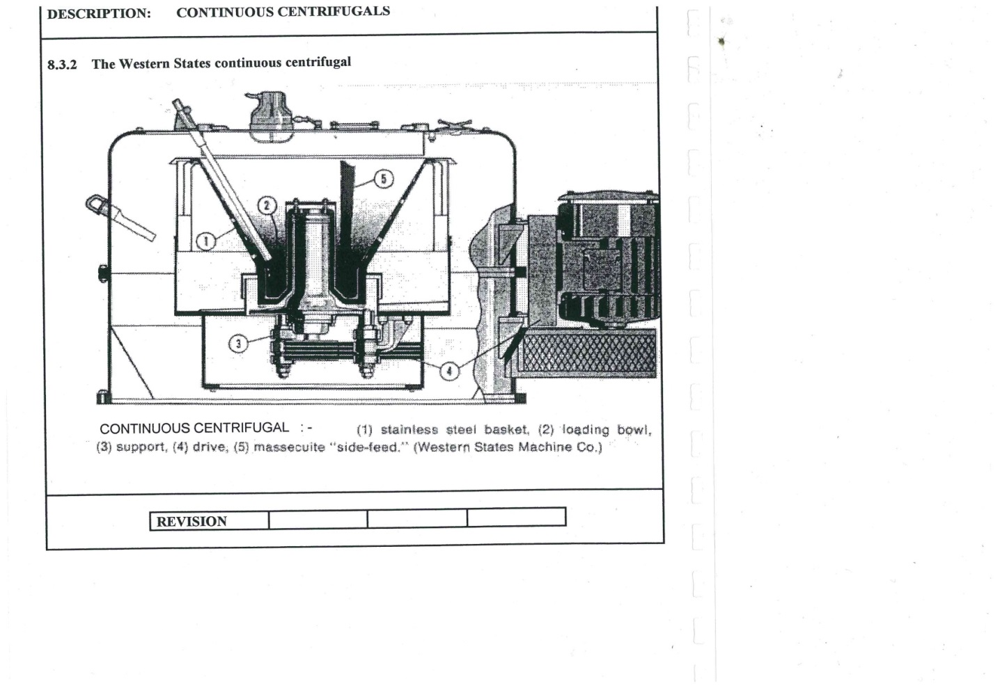 DESCRIPTION: CONTINUOUS CENTRIFUGALS
8.3.2 The Western States continuous centrifugal
5
2
1
3
4
CONTINUOUS CENTRIFUGAL :- (1) stainless steel basket, (2) loading bowl,
(3) support, (4) drive, (5) massecuite "side-feed." (Western States Machine Co.)
REVISION